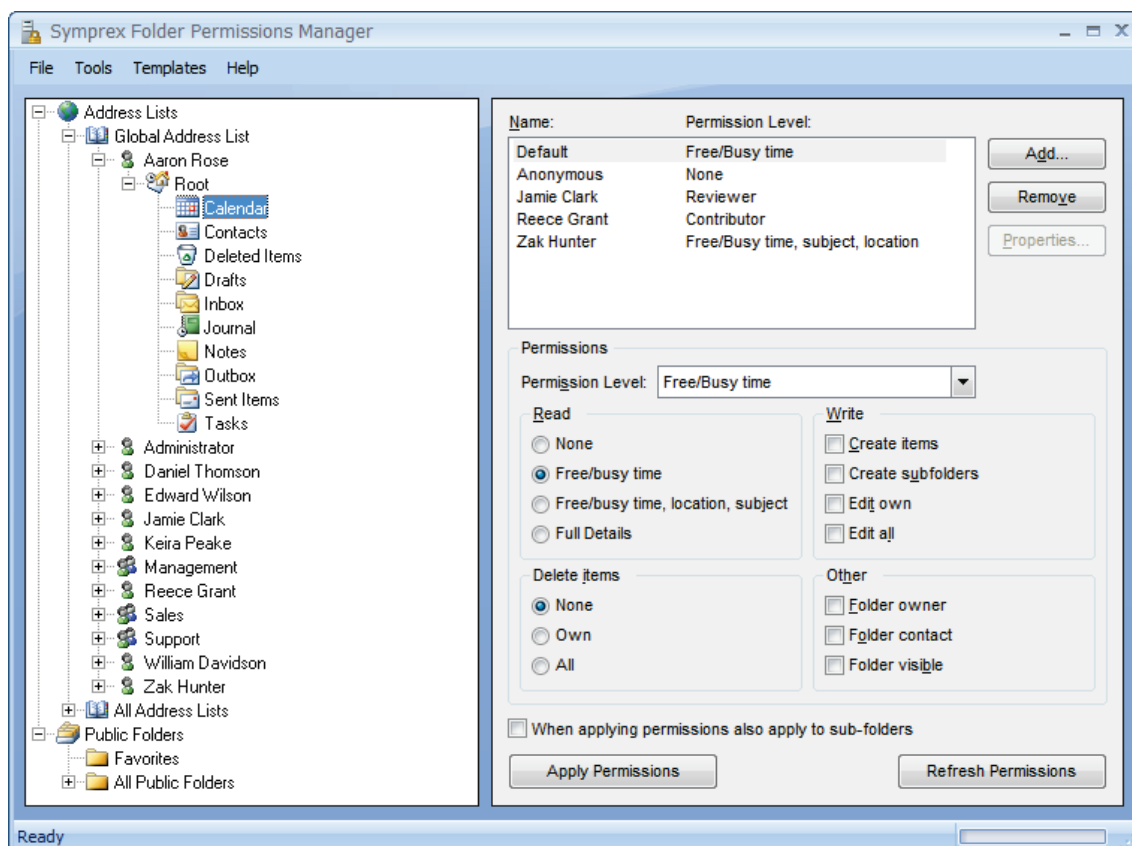 Symprex Folder Permissions Manager
File Tools Templates Help
Address Lists
Global Address List
Aaron Rose
Root
Calendar
Contacts
Deleted Items
Drafts
Inbox
Journal
Notes
Outbox
Sent Items
Tasks
Administrator
Daniel Thomson
Edward Wilson
Jamie Clark
Keira Peake
Management
Reece Grant
Sales
Support
William Davidson
Zak Hunter
All Address Lists
Public Folders
Favorites
All Public Folders
Name: Permission Level:
Default Free/Busy time
Anonymous None
Jamie Clark Reviewer
Reece Grant Contributor
Zak Hunter Free/Busy time, subject, location
Add...
Remove
Properties...
Permissions
Permission Level: Free/Busy time
Read
None
Free/busy time
Free/busy time, location, subject
Full Details
Write
Create items
Create subfolders
Edit own
Edit all
Delete items
None
Own
All
Other
Folder owner
Folder contact
Folder visible
When applying permissions also apply to sub-folders
Apply Permissions
Refresh Permissions
Ready